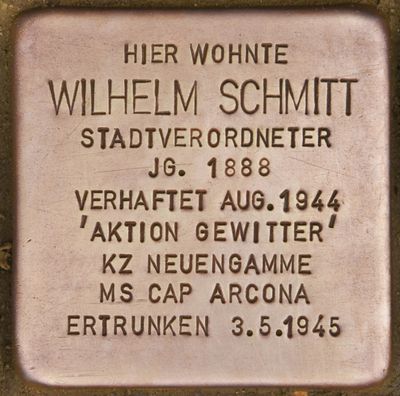 HIER WOHNTE
WILHELM SCHMITT
STADTVERORDNETER
JG. 1888
VERHAFTET AUG. 1944
'AKTION GEWITTER'
KZ NEUENGAMME
MS CAP ARCONA
ERTRUNKEN 3.5.1945